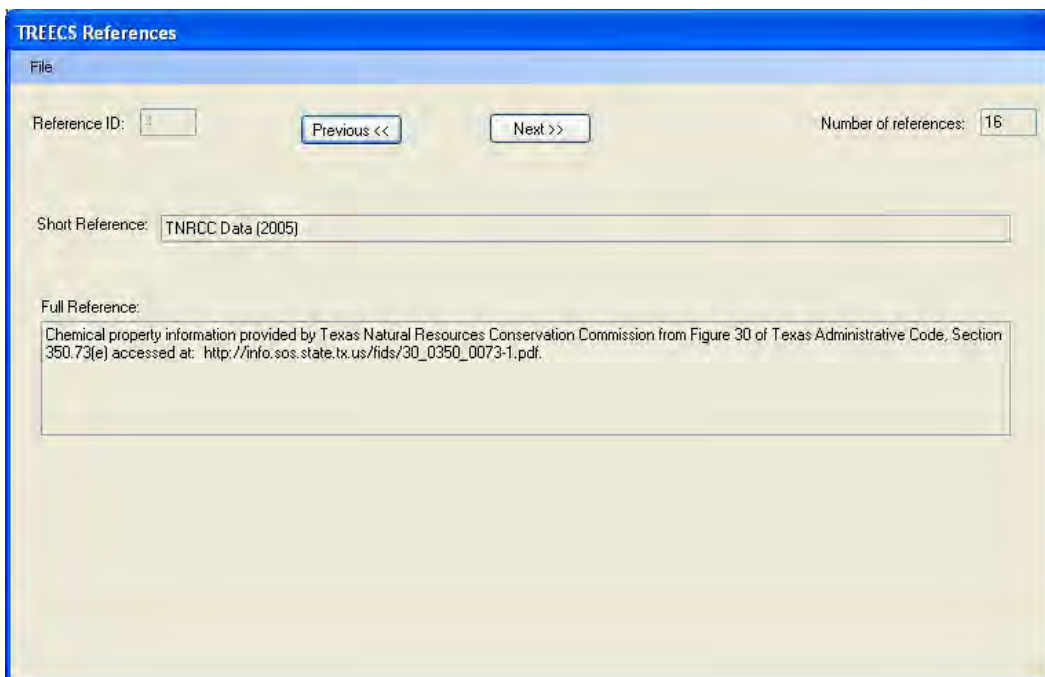 TREECS References
File
Reference ID:
Previous <<
Next >>
Number of references: 16
Short Reference: TNRCC Data (2005)
Full Reference:
Chemical property information provided by Texas Natural Resources Conservation Commission from Figure 30 of Texas Administrative Code, Section
350.73(e) accessed at:  http://info.sos.state.tx.us/fids/30_0350_0073-1.pdf.